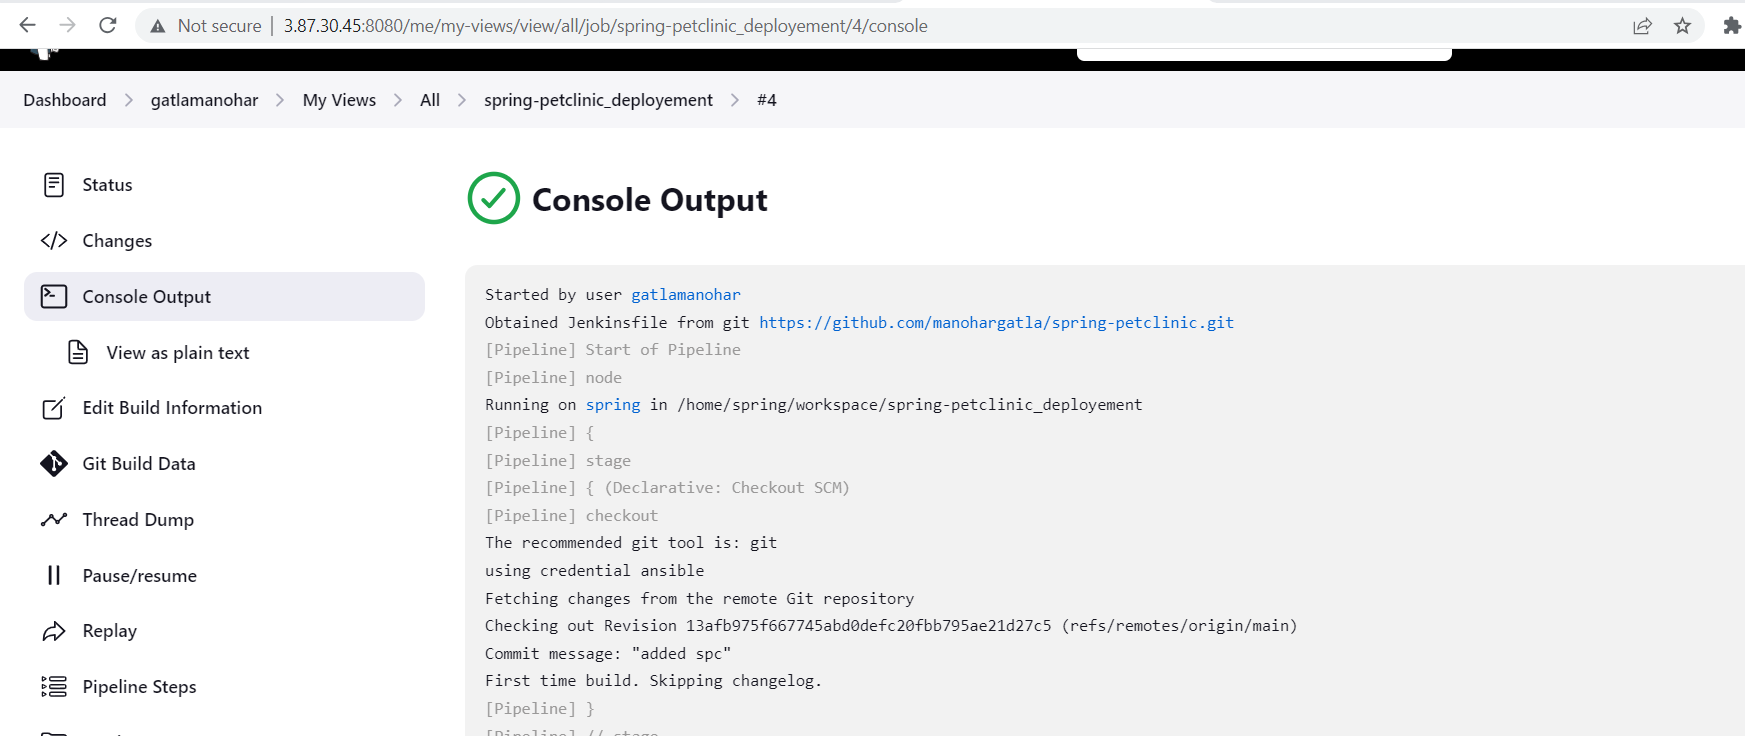 Not secure | 3.87.30.45:8080/me/my-views/view/all/job/spring-petclinic_deployement/4/console
Dashboard > gatlamanohar > My Views > All > spring-petclinic_deployement > #4
Status
Changes
Console Output
View as plain text
Edit Build Information
Git Build Data
Thread Dump
Pause/resume
Replay
Pipeline Steps
Console Output
Started by user gatlamanohar
Obtained Jenkinsfile from git https://github.com/manohargatla/spring-petclinic.git
[Pipeline] Start of Pipeline
[Pipeline] node
Running on spring in /home/spring/workspace/spring-petclinic_deployement
[Pipeline] {
[Pipeline] stage
[Pipeline] { (Declarative: Checkout SCM)
[Pipeline] checkout
The recommended git tool is: git
using credential ansible
Fetching changes from the remote Git repository
Checking out Revision 13afb975f667745abd0defc20fbb795ae21d27c5 (refs/remotes/origin/main)
Commit message: "added spc"
First time build. Skipping changelog.
[Pipeline] }
[Pipeline] // stage